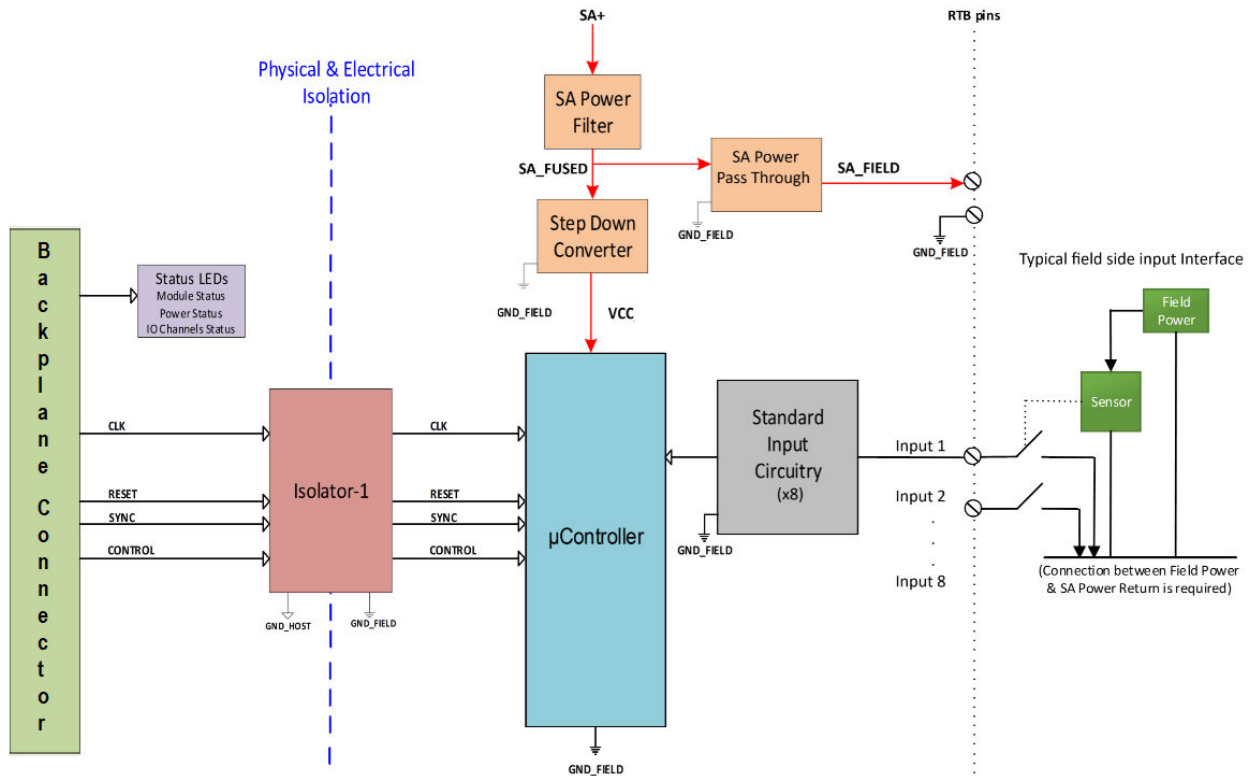 SA+
RTB pins
Physical & Electrical
Isolation
SA Power
Filter
SA_FUSED
SA Power
Pass Through
SA_FIELD
GND_FIELD
GND_FIELD
Step Down
Converter
GND_FIELD
VCC
Typical field side input Interface
Field
Power
Sensor
Backplane Connector
Status LEDs
Module Status
Power Status
IO Channels Status
CLK
RESET
SYNC
CONTROL
Isolator-1
GND_HOST
GND_FIELD
CLK
RESET
SYNC
CONTROL
µController
GND_FIELD
Standard
Input
Circuitry
(x8)
GND_FIELD
Input 1
Input 2
Input 8
(Connection between Field Power
& SA Power Return is required)